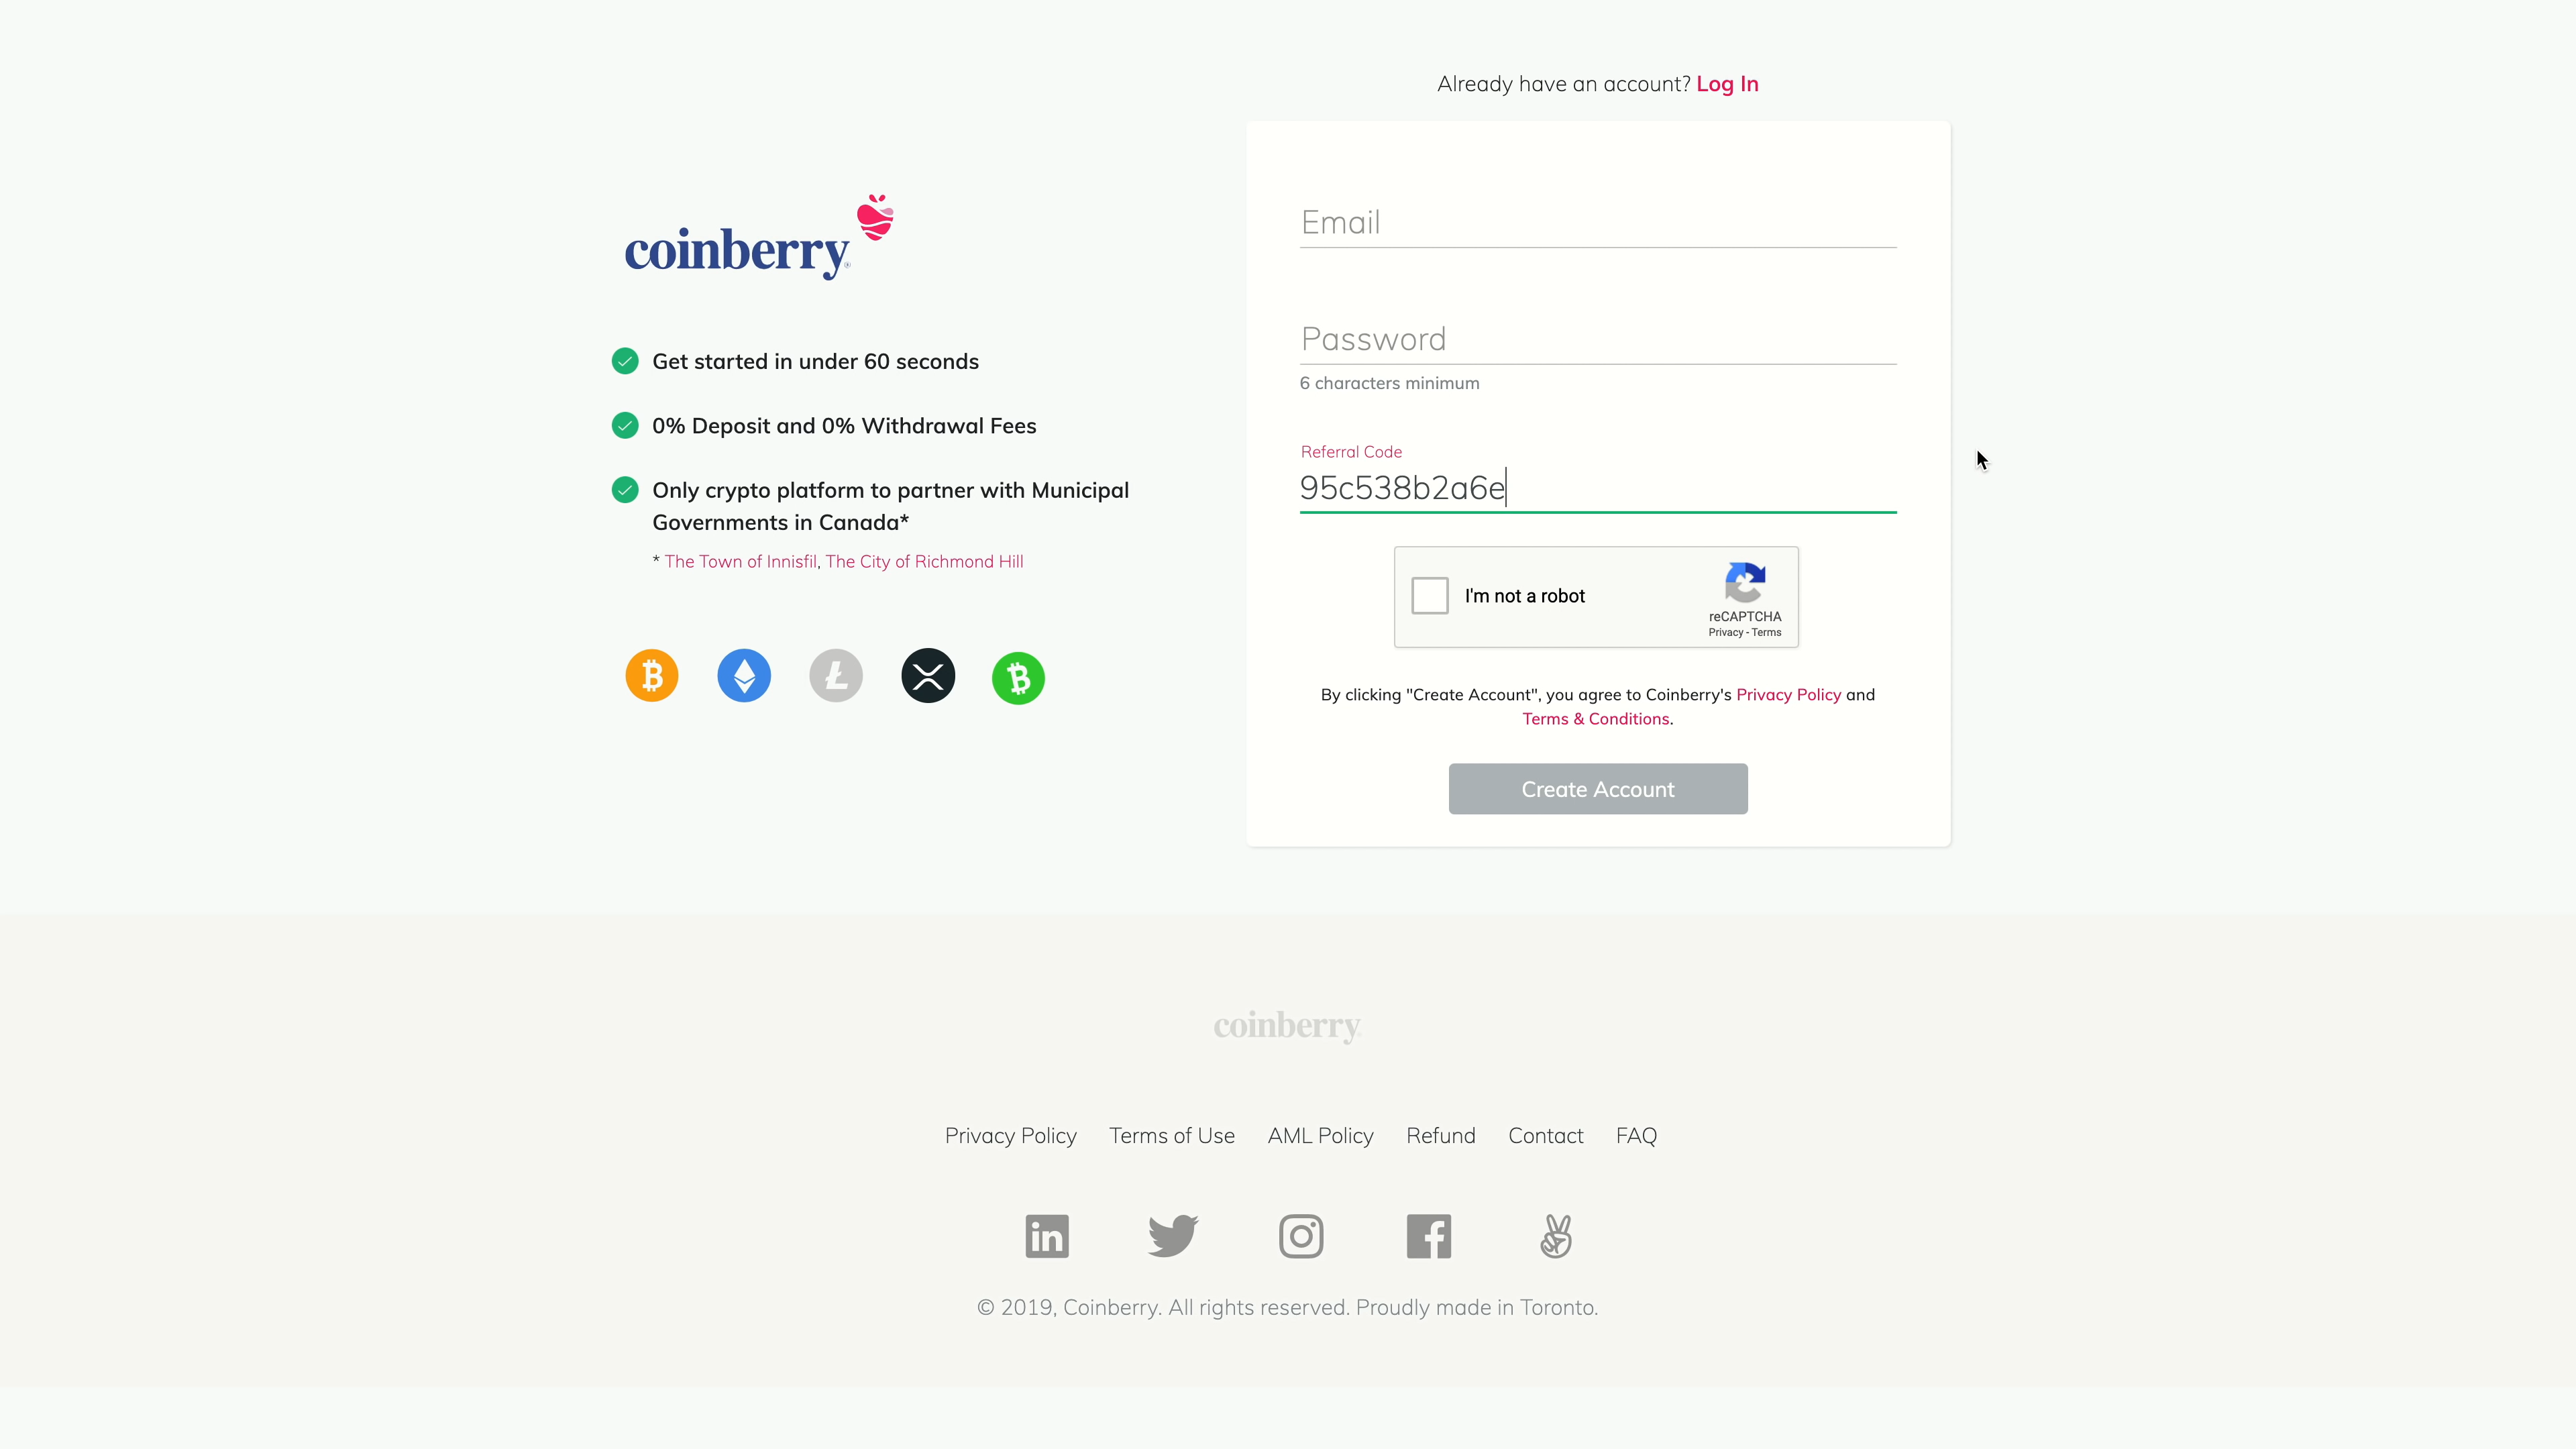 Already have an account? Log In
coinberry
Get started in under 60 seconds
0% Deposit and 0% Withdrawal Fees
Only crypto platform to partner with Municipal
Governments in Canada*
* The Town of Innisfil, The City of Richmond Hill
Email
Password
6 characters minimum
Referral Code
95c538b2a6e
I'm not a robot
reCAPTCHA
Privacy - Terms
By clicking "Create Account", you agree to Coinberry's Privacy Policy and
Terms & Conditions.
Create Account
coinberry
Privacy Policy Terms of Use AML Policy Refund Contact FAQ
© 2019, Coinberry. All rights reserved. Proudly made in Toronto.